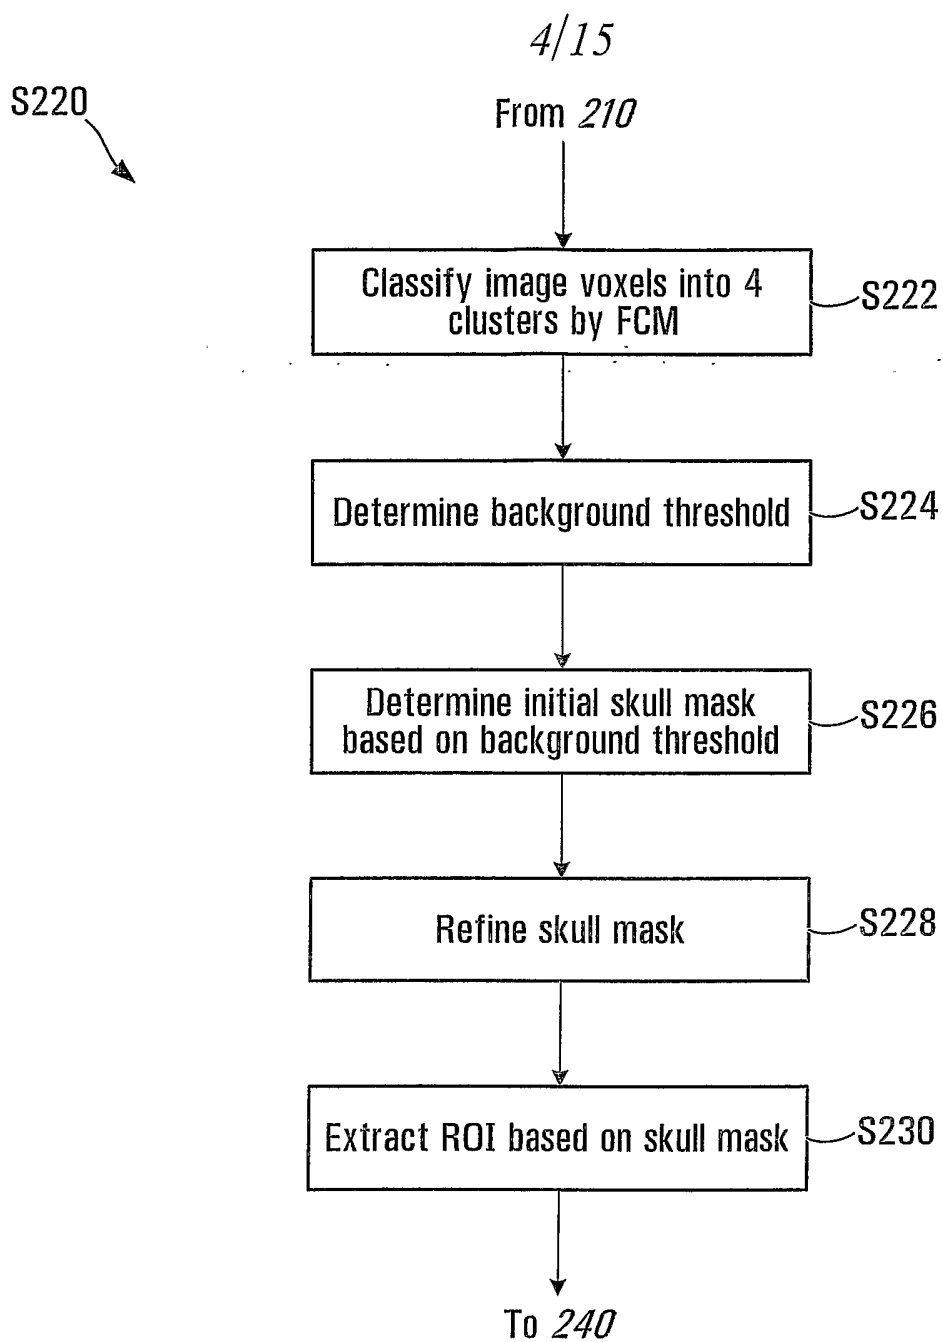 4/15
S220
From 210
Classify image voxels into 4
clusters by FCM
S222
Determine background threshold
S224
Determine initial skull mask
based on background threshold
S226
Refine skull mask
S228
Extract ROI based on skull mask
S230
To 240